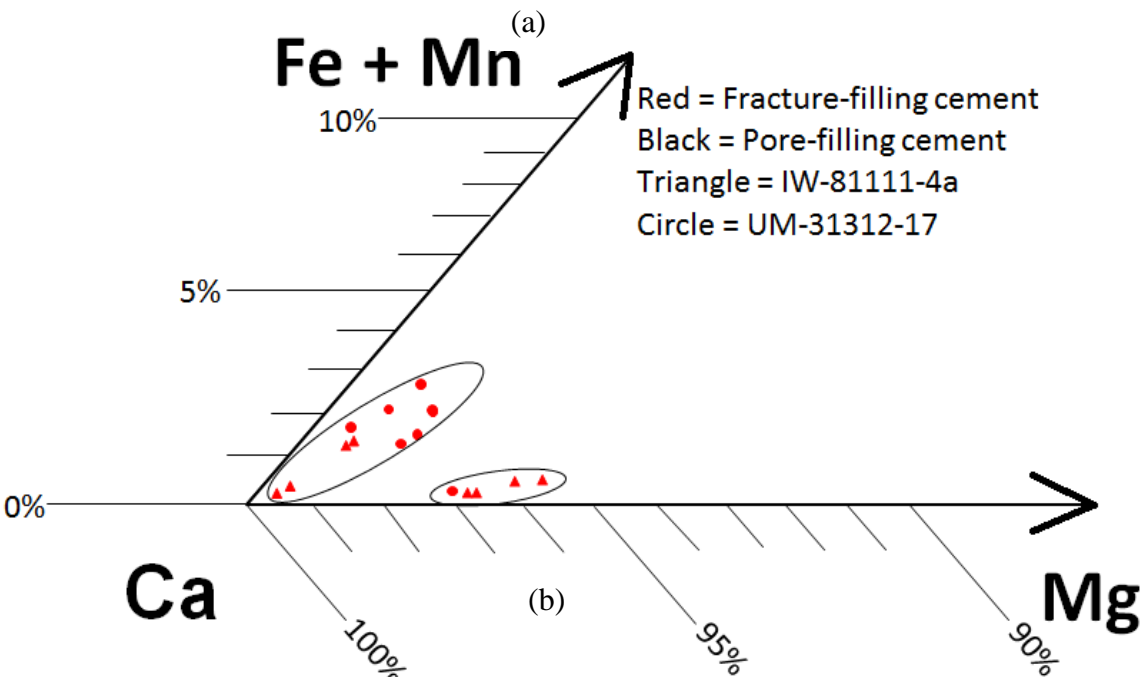 (a)
Fe + Mn
Red = Fracture-filling cement
10%
Black = Pore-filling cement
Triangle = IW-81111-4a
Circle = UM-31312-17
5%
0%
Ca
(b)
Mg
100%
95%
90%